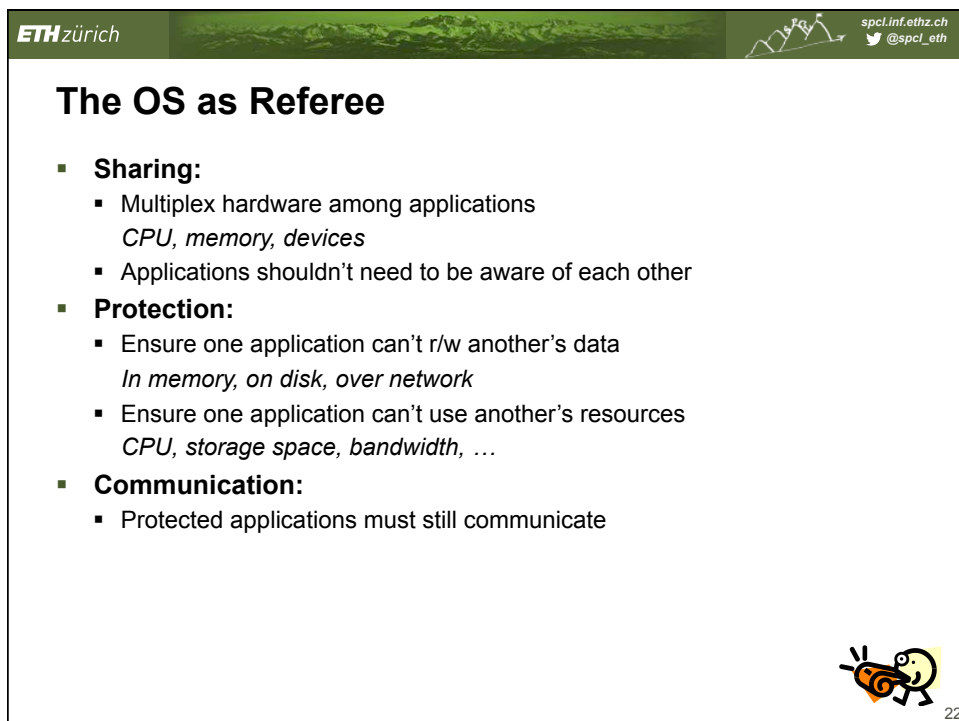 ETH zürich
spcl.inf.ethz.ch
@spcl_eth
The OS as Referee
▪ Sharing:
▪ Multiplex hardware among applications
CPU, memory, devices
▪ Applications shouldn’t need to be aware of each other
▪ Protection:
▪ Ensure one application can’t r/w another’s data
In memory, on disk, over network
▪ Ensure one application can’t use another’s resources
CPU, storage space, bandwidth, …
▪ Communication:
▪ Protected applications must still communicate
22